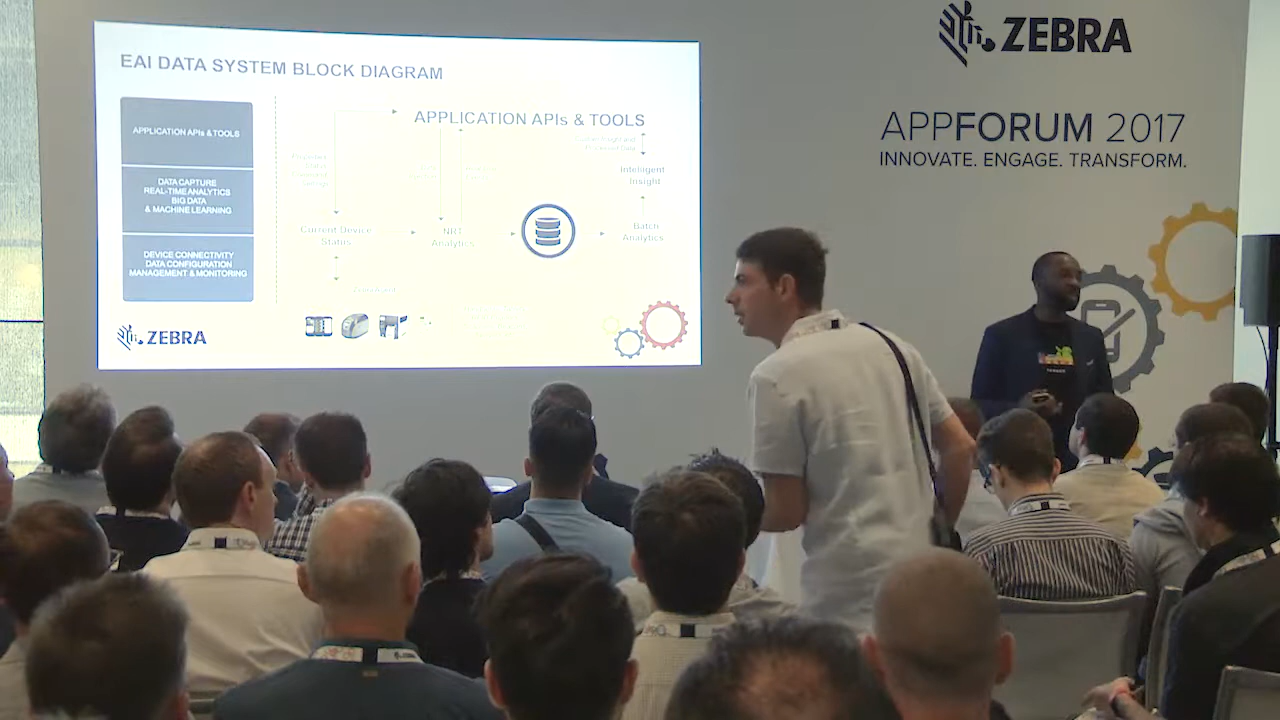 EAI DATA SYSTEM BLOCK DIAGRAM
APPLICATION APIs & TOOLS
DATA CAPTURE
REAL-TIME ANALYTICS
BIG DATA
& MACHINE LEARNING
DEVICE CONNECTIVITY
DATA CONFIGURATION
MANAGEMENT & MONITORING
APPLICATION APIs & TOOLS
Intelligent
Insight
Current Device
Status
NRT
Analytics
Batch
Analytics
ZEBRA
ZEBRA
APPFORUM 2017
INNOVATE. ENGAGE. TRANSFORM.